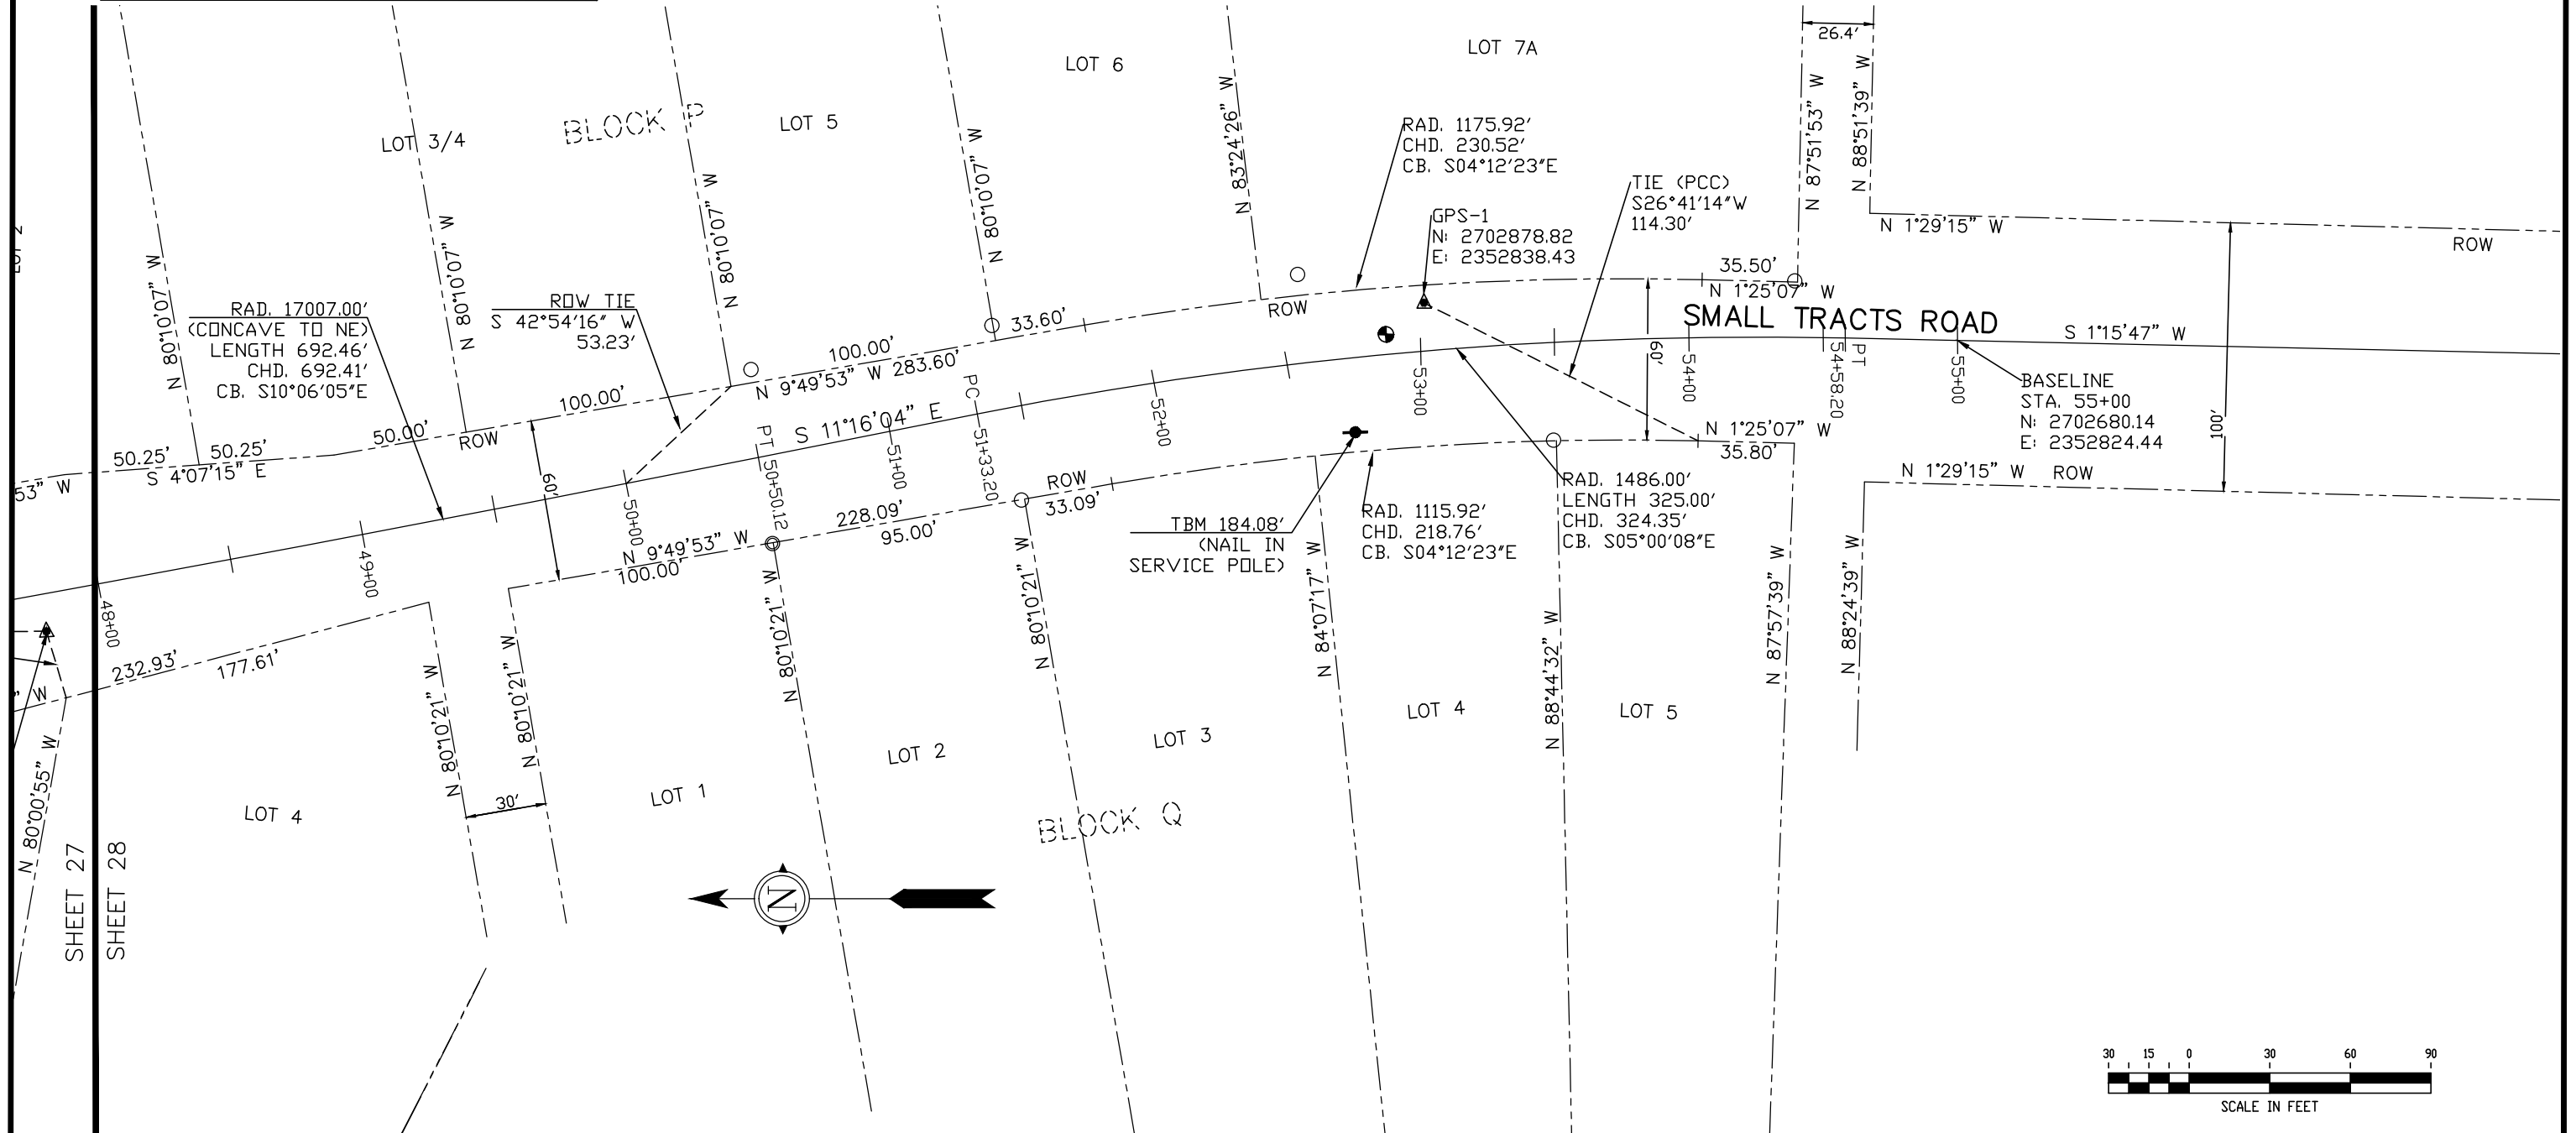 LOT 2
53" W
LOT 3/4
BLOCK P
LOT 5
LOT 6
LOT 7A
26.4'
N 80°10'07" W
N 80°10'07" W
N 80°10'07" W
N 80°10'07" W
N 83°24'26" W
N 87°51'53" W
N 88°51'39" W
RAD. 1175.92'
CHD. 230.52'
CB. S04°12'23"E
TIE (PCC)
S26°41'14"W
114.30'
GPS-1
N: 2702878.82
E: 2352838.43
N 1°29'15" W
ROW
RAD. 17007.00'
(CONCAVE TO NE)
LENGTH 692.46'
CHD. 692.41'
CB. S10°06'05"E
ROW TIE
S 42°54'16" W
53.23'
35.50'
N 1°25'07" W
SMALL TRACTS ROAD
S 1°15'47" W
ROW
33.60'
100.00'
N 9°49'53" W 283.60'
100.00'
50.00'
ROW
50.25'
50.25'
S 4°07'15" E
S 11°16'04" E
60'
60'
100'
48+00
49+00
50+00
PT 50+50.12
51+00
PC 51+33.20
52+00
53+00
54+00
54+58.20
PT
55+00
BASELINE
STA. 55+00
N: 2702680.14
E: 2352824.44
N 1°25'07" W
35.80'
N 1°29'15" W ROW
ROW
33.09'
228.09'
95.00'
N 9°49'53" W
100.00'
TBM 184.08'
(NAIL IN
SERVICE POLE)
RAD. 1115.92'
CHD. 218.76'
CB. S04°12'23"E
RAD. 1486.00'
LENGTH 325.00'
CHD. 324.35'
CB. S05°00'08"E
232.93'
177.61'
" W
N 80°00'55" W
N 80°10'21" W
N 80°10'21" W
N 80°10'21" W
N 80°10'21" W
N 84°07'17" W
N 88°44'32" W
N 87°57'39" W
N 88°24'39" W
LOT 4
30'
LOT 1
LOT 2
LOT 3
LOT 4
LOT 5
BLOCK Q
SHEET 27
SHEET 28
N
30 15 0 30 60 90
SCALE IN FEET